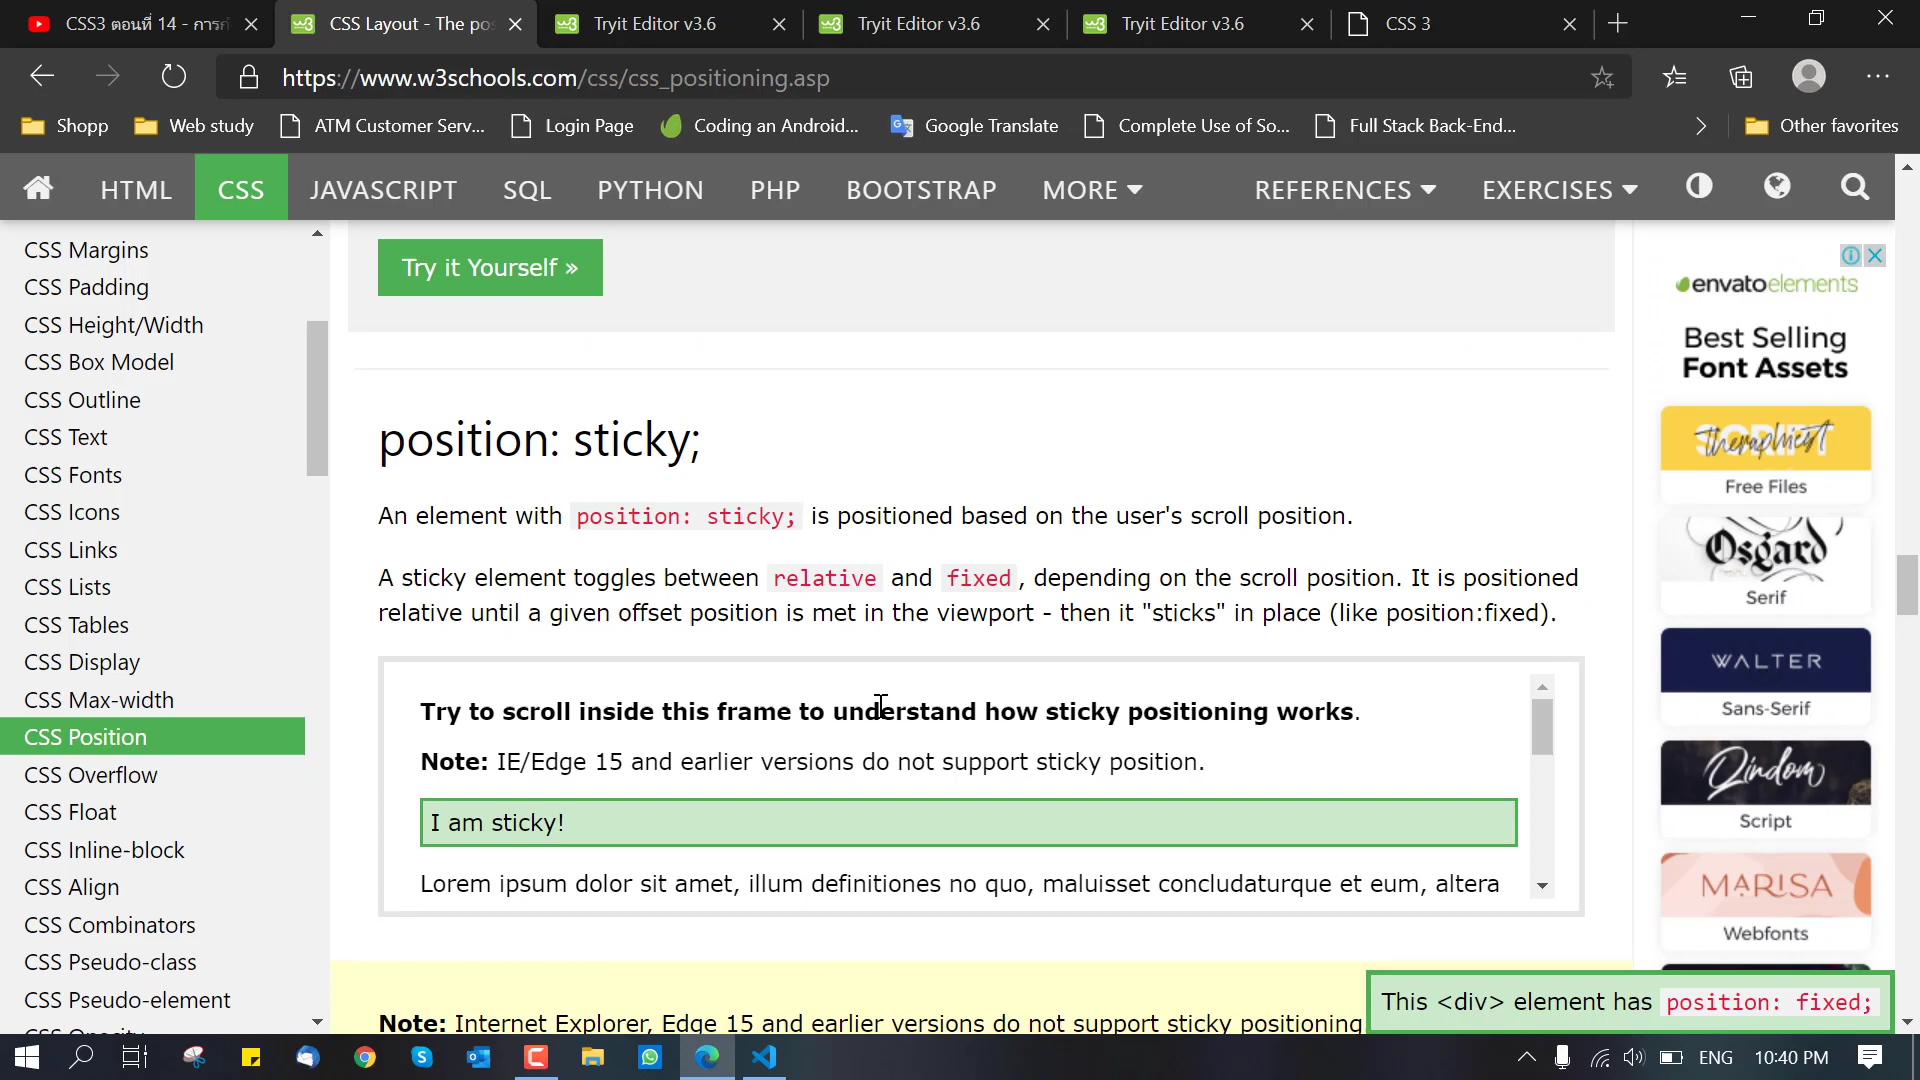 CSS3 ตอนที่ 14 - การก
CSS Layout - The pos
Tryit Editor v3.6
Tryit Editor v3.6
Tryit Editor v3.6
CSS 3
https://www.w3schools.com/css/css_positioning.asp
Shopp
Web study
ATM Customer Serv...
Login Page
Coding an Android...
Google Translate
Complete Use of So...
Full Stack Back-End...
Other favorites
HTML
CSS
JAVASCRIPT
SQL
PYTHON
PHP
BOOTSTRAP
MORE
REFERENCES
EXERCISES
CSS Margins
CSS Padding
CSS Height/Width
CSS Box Model
CSS Outline
CSS Text
CSS Fonts
CSS Icons
CSS Links
CSS Lists
CSS Tables
CSS Display
CSS Max-width
CSS Position
CSS Overflow
CSS Float
CSS Inline-block
CSS Align
CSS Combinators
CSS Pseudo-class
CSS Pseudo-element
CSS Opacity
Try it Yourself »
position: sticky;
An element with position: sticky; is positioned based on the user's scroll position.
A sticky element toggles between relative and fixed, depending on the scroll position. It is positioned
relative until a given offset position is met in the viewport - then it "sticks" in place (like position:fixed).
Try to scroll inside this frame to understand how sticky positioning works.
Note: IE/Edge 15 and earlier versions do not support sticky position.
I am sticky!
Lorem ipsum dolor sit amet, illum definitiones no quo, maluisset concludaturque et eum, altera
Note: Internet Explorer, Edge 15 and earlier versions do not support sticky positioning
This <div> element has position: fixed;
envatoelements
Best Selling
Font Assets
Theraphiest
Free Files
Osgard
Serif
WALTER
Sans-Serif
Qindom
Script
MARISA
Webfonts
ENG
10:40 PM